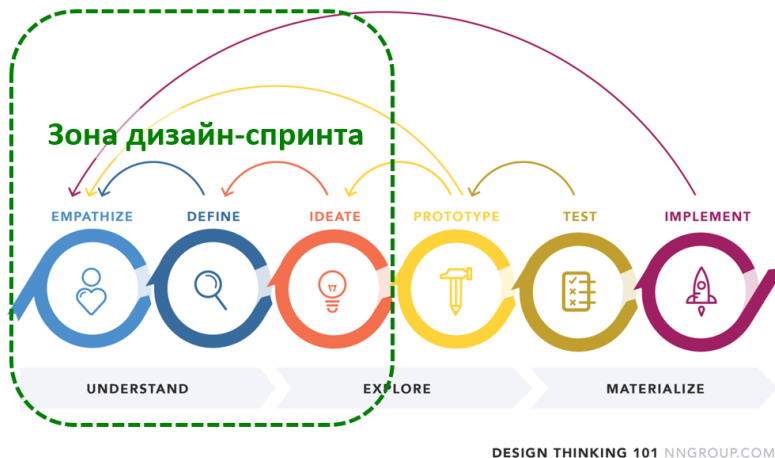 Зона дизайн-спринта
EMPATHIZE DEFINE IDEATE PROTOTYPE TEST IMPLEMENT
UNDERSTAND EXPLORE MATERIALIZE
DESIGN THINKING 101 NNGROUP.COM